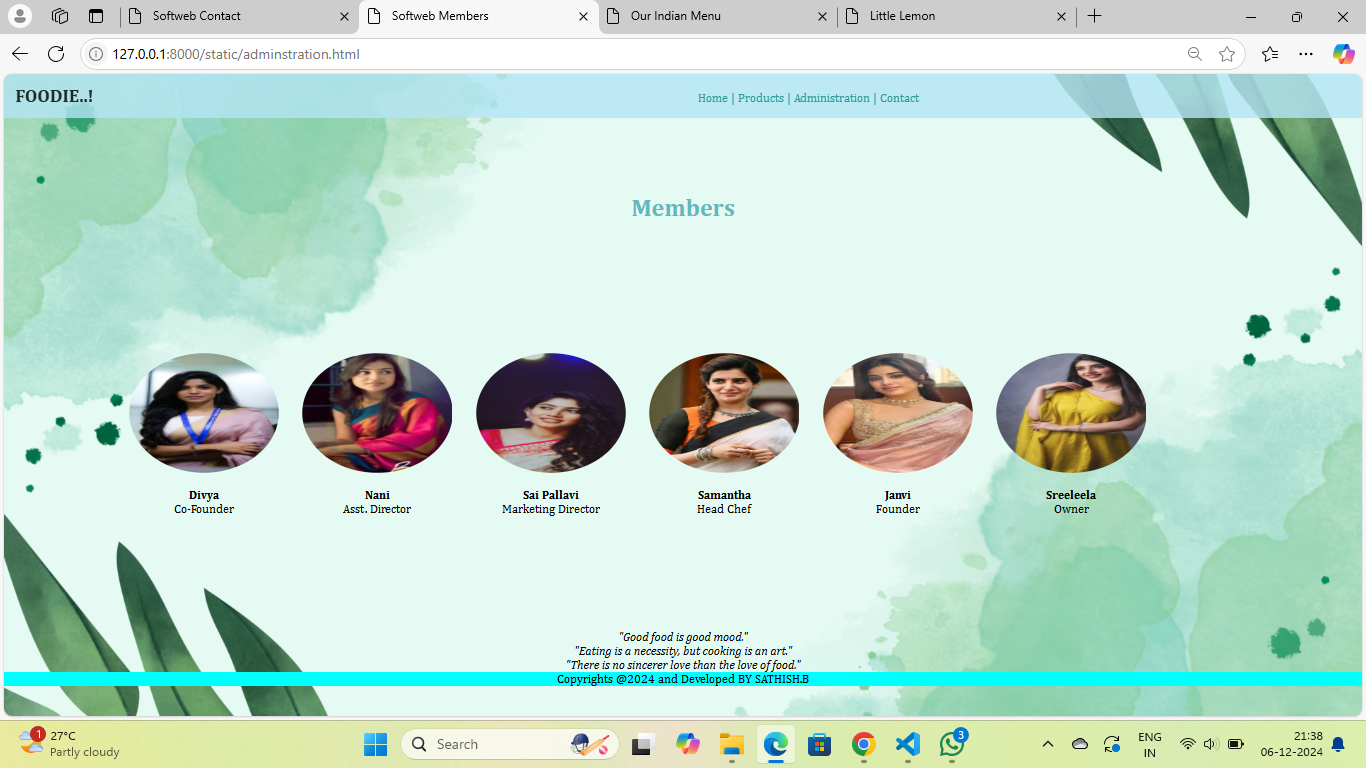 Softweb Contact
Softweb Members
Our Indian Menu
Little Lemon
127.0.0.1:8000/static/adminstration.html
FOODIE..!
Home | Products | Administration | Contact
Members
Divya
Co-Founder
Nani
Asst. Director
Sai Pallavi
Marketing Director
Samantha
Head Chef
Janvi
Founder
Sreeleela
Owner
"Good food is good mood."
"Eating is a necessity, but cooking is an art."
"There is no sincerer love than the love of food."
Copyrights @2024 and Developed BY SATHISH.B
1
27°C
Partly cloudy
Search
3
ENG
IN
21:38
06-12-2024